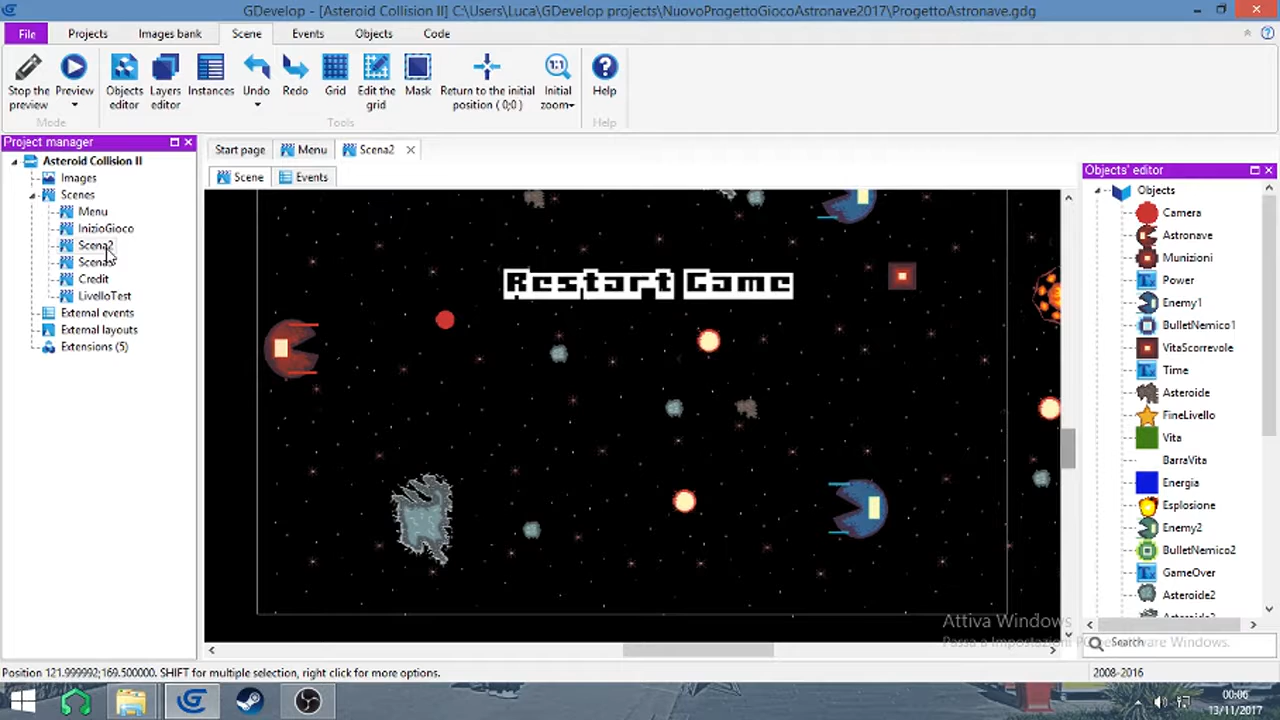 GDevelop - [Asteroid Collision II] C:\Users\Luca\GDevelop projects\NuovoProgettoGiocoAstronave2017\ProgettoAstronave.gdg
File Projects Images bank Scene Events Objects Code
Stop the preview
Preview
Objects editor
Layers editor
Instances
Undo
Redo
Grid
Edit the grid
Mask
Return to the initial position ( 0;0 )
1:1
Initial zoom
Help
Mode
Tools
Help
Project manager
Asteroid Collision II
Images
Scenes
Menu
InizioGioco
Scena2
Credit
LivelloTest
External events
External layouts
Extensions (5)
Start page Menu Scena2
Scene Events
Restart Game
Objects' editor
Objects
Camera
Astronave
Munizioni
Power
Enemy1
BulletNemico1
VitaScorrevole
Time
Asteroide
FineLivello
Vita
BarraVita
Energia
Esplosione
Enemy2
BulletNemico2
GameOver
Asteroide2
Search
Attiva Windows
Passa a Impostazioni
Windows.
Position 121.999992;169.500000. SHIFT for multiple selection, right click for more options.
2008-2016
00:06
13/11/2017